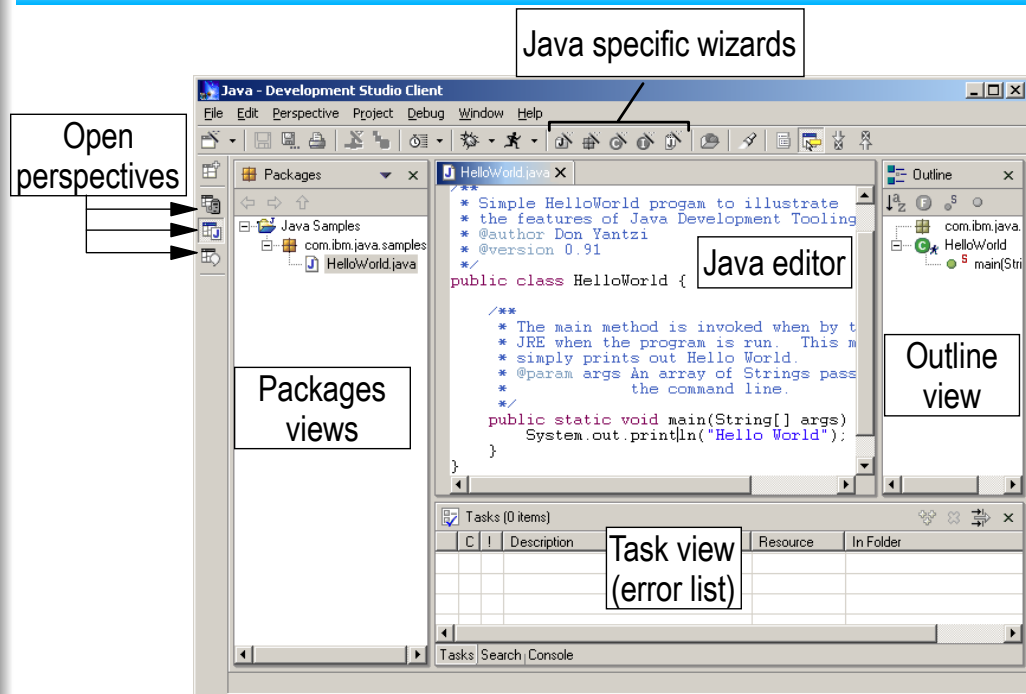 Java specific wizards
Java - Development Studio Client
File Edit Perspective Project Debug Window Help
Open
perspectives
Packages
Java Samples
com.ibm.java.samples
HelloWorld.java
Packages
views
HelloWorld.java
/**
* Simple HelloWorld progam to illustrate
* the features of Java Development Tooling
* @author Don Yantzi
* @version 0.91
*/
public class HelloWorld {
/**
* The main method is invoked when by t
* JRE when the program is run. This m
* simply prints out Hello World.
* @param args An array of Strings pass
* the command line.
*/
public static void main(String[] args)
System.out.println("Hello World");
}
}
Java editor
Outline
com.ibm.java.
HelloWorld
main(Stri
Outline
view
Tasks (0 items)
C ! Description Resource In Folder
Task view
(error list)
Tasks Search Console